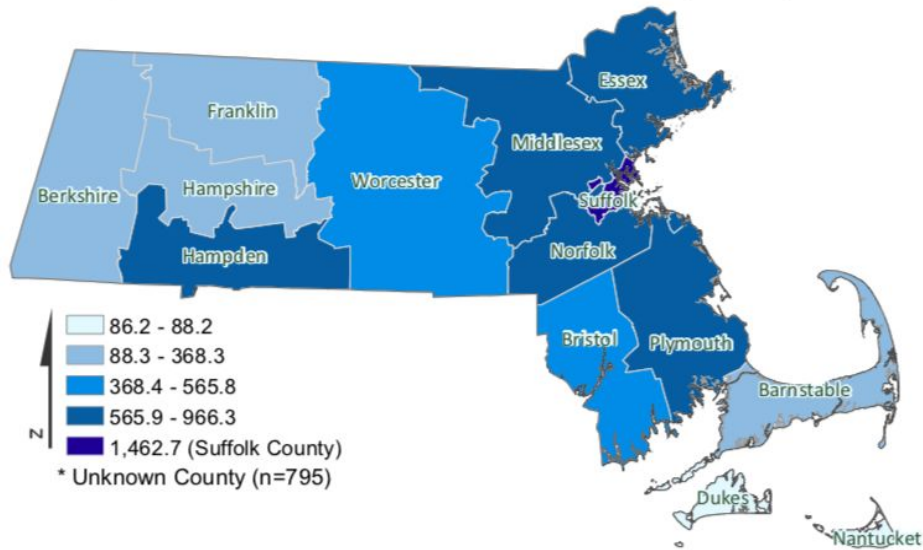 Essex
Franklin
Middlesex
Worcester
Hampshire
Berkshire
Suffolk
Norfolk
Hampden
Bristol
Plymouth
Barnstable
Dukes
Nantucket
86.2 - 88.2
88.3 - 368.3
368.4 - 565.8
565.9 - 966.3
1,462.7 (Suffolk County)
* Unknown County (n=795)
N